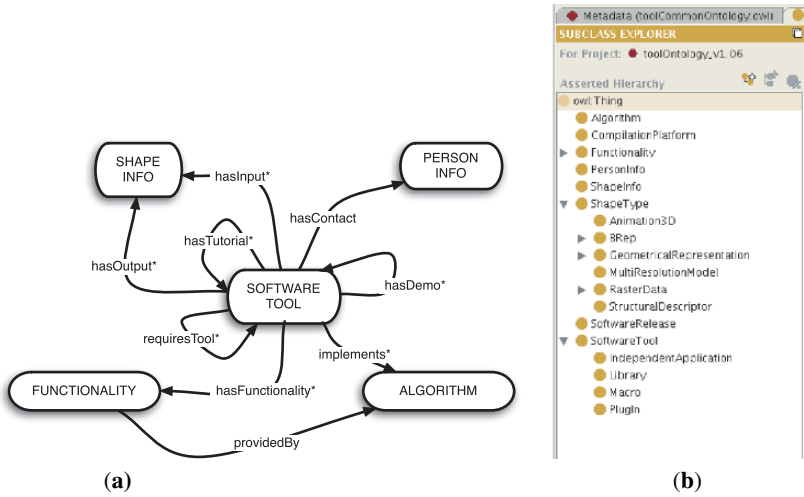 SHAPE
INFO
PERSON
INFO
hasInput*
hasContact
hasTutorial*
hasOutput*
SOFTWARE
TOOL
hasDemo*
requiresTool*
implements*
FUNCTIONALITY
hasFunctionality*
ALGORITHM
providedBy
(a)
Metadata (toolCommonOntology.owl)
SUBCLASS EXPLORER
For Project: toolOntology_v1.06
Asserted Hierarchy
owl:Thing
Algorithm
CompilationPlatform
Functionality
PersonInfo
ShapeInfo
ShapeType
Animation3D
BRep
GeometricalRepresentation
MultiResolutionModel
RasterData
StructuralDescriptor
SoftwareRelease
SoftwareTool
IndependentApplication
Library
Macro
PlugIn
(b)